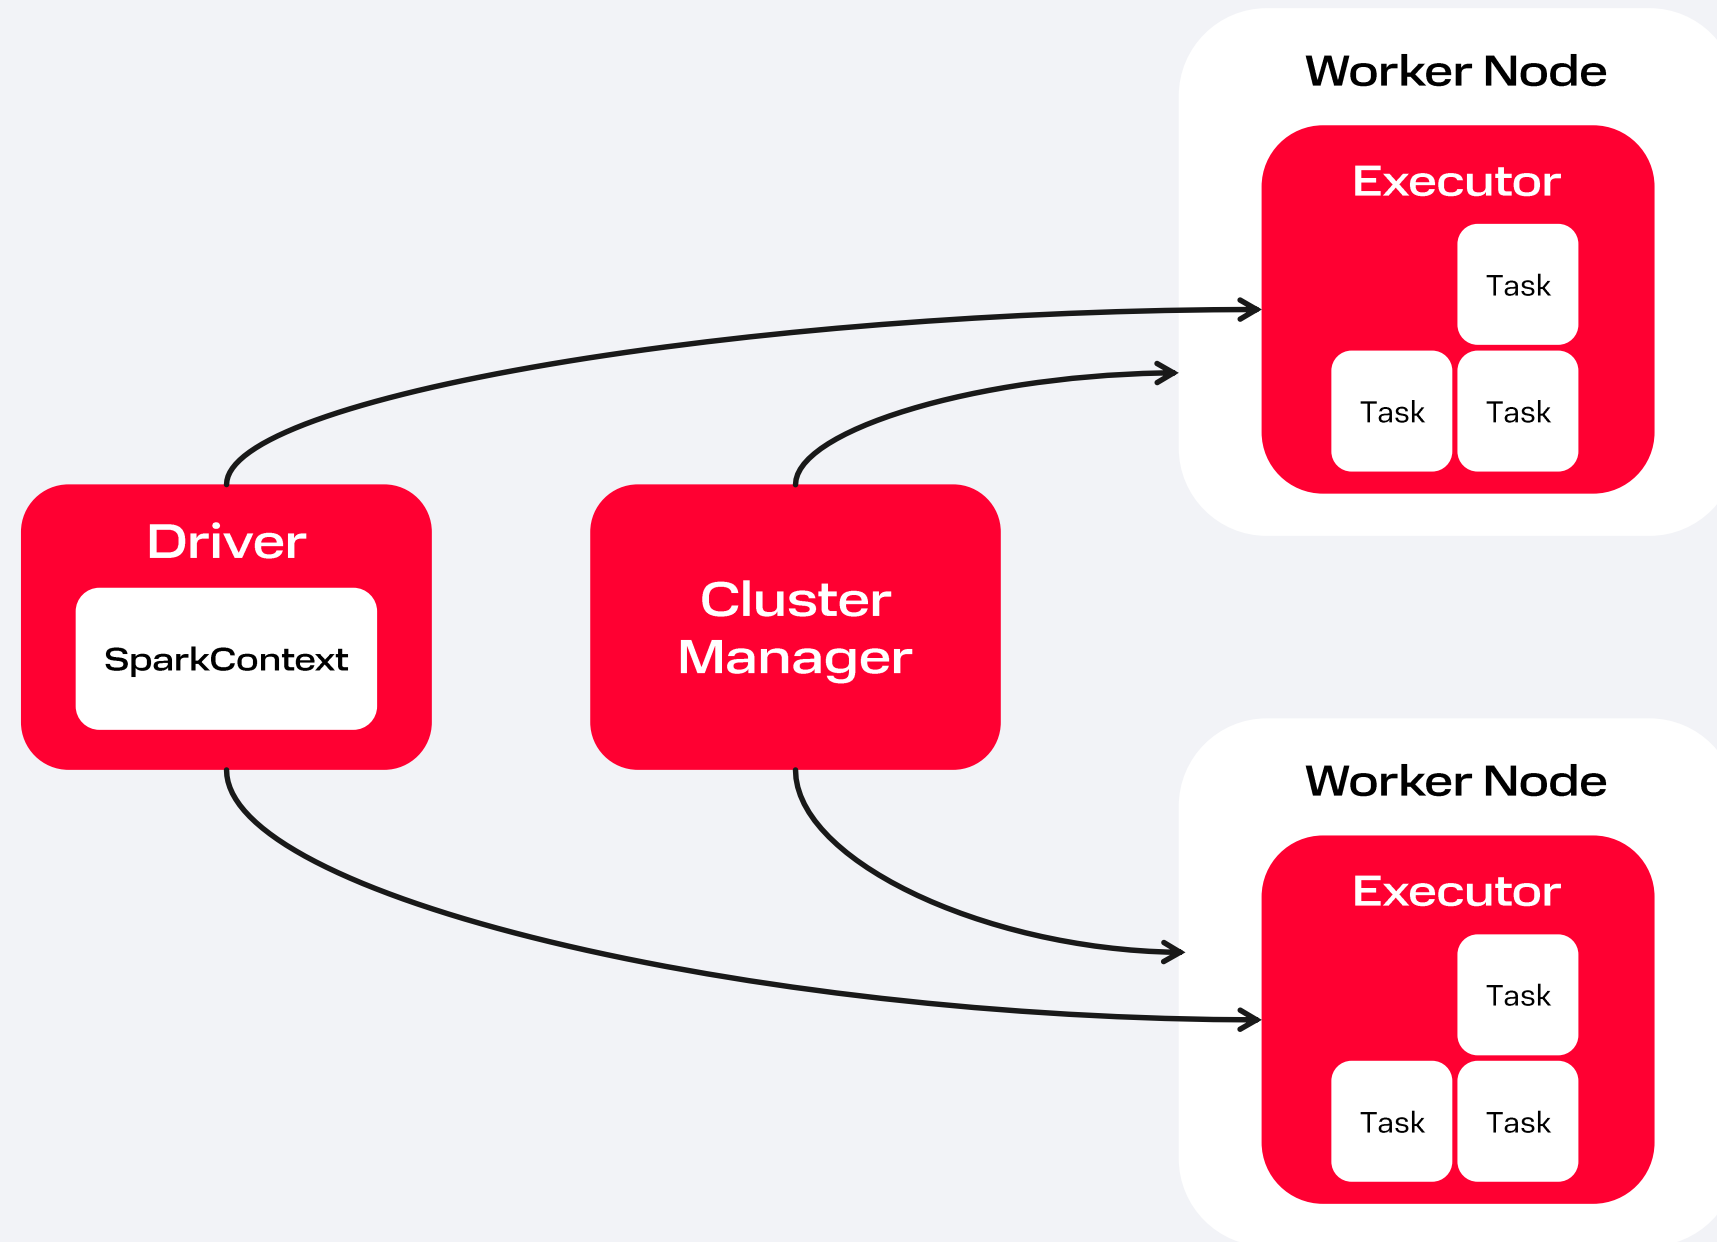 Worker Node
Executor
Task
Task Task
Driver
SparkContext
Cluster
Manager
Worker Node
Executor
Task
Task Task